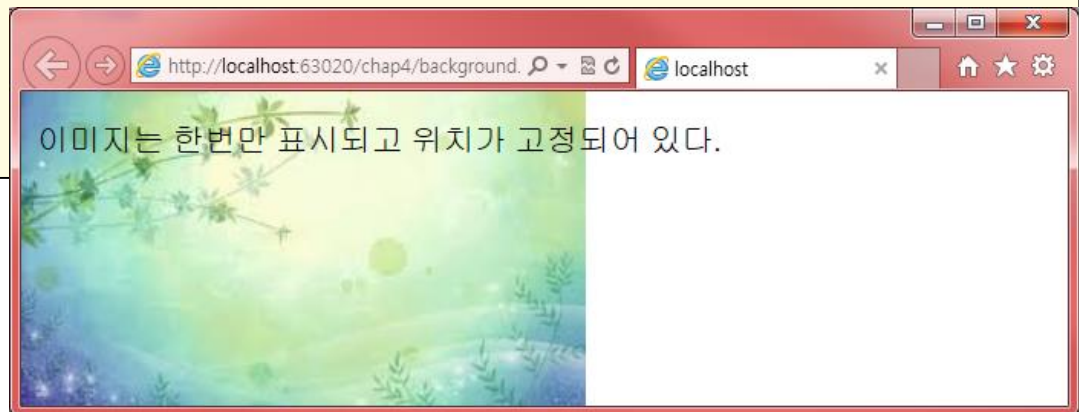 http://localhost:63020/chap4/background.
localhost
이미지는 한번만 표시되고 위치가 고정되어 있다.